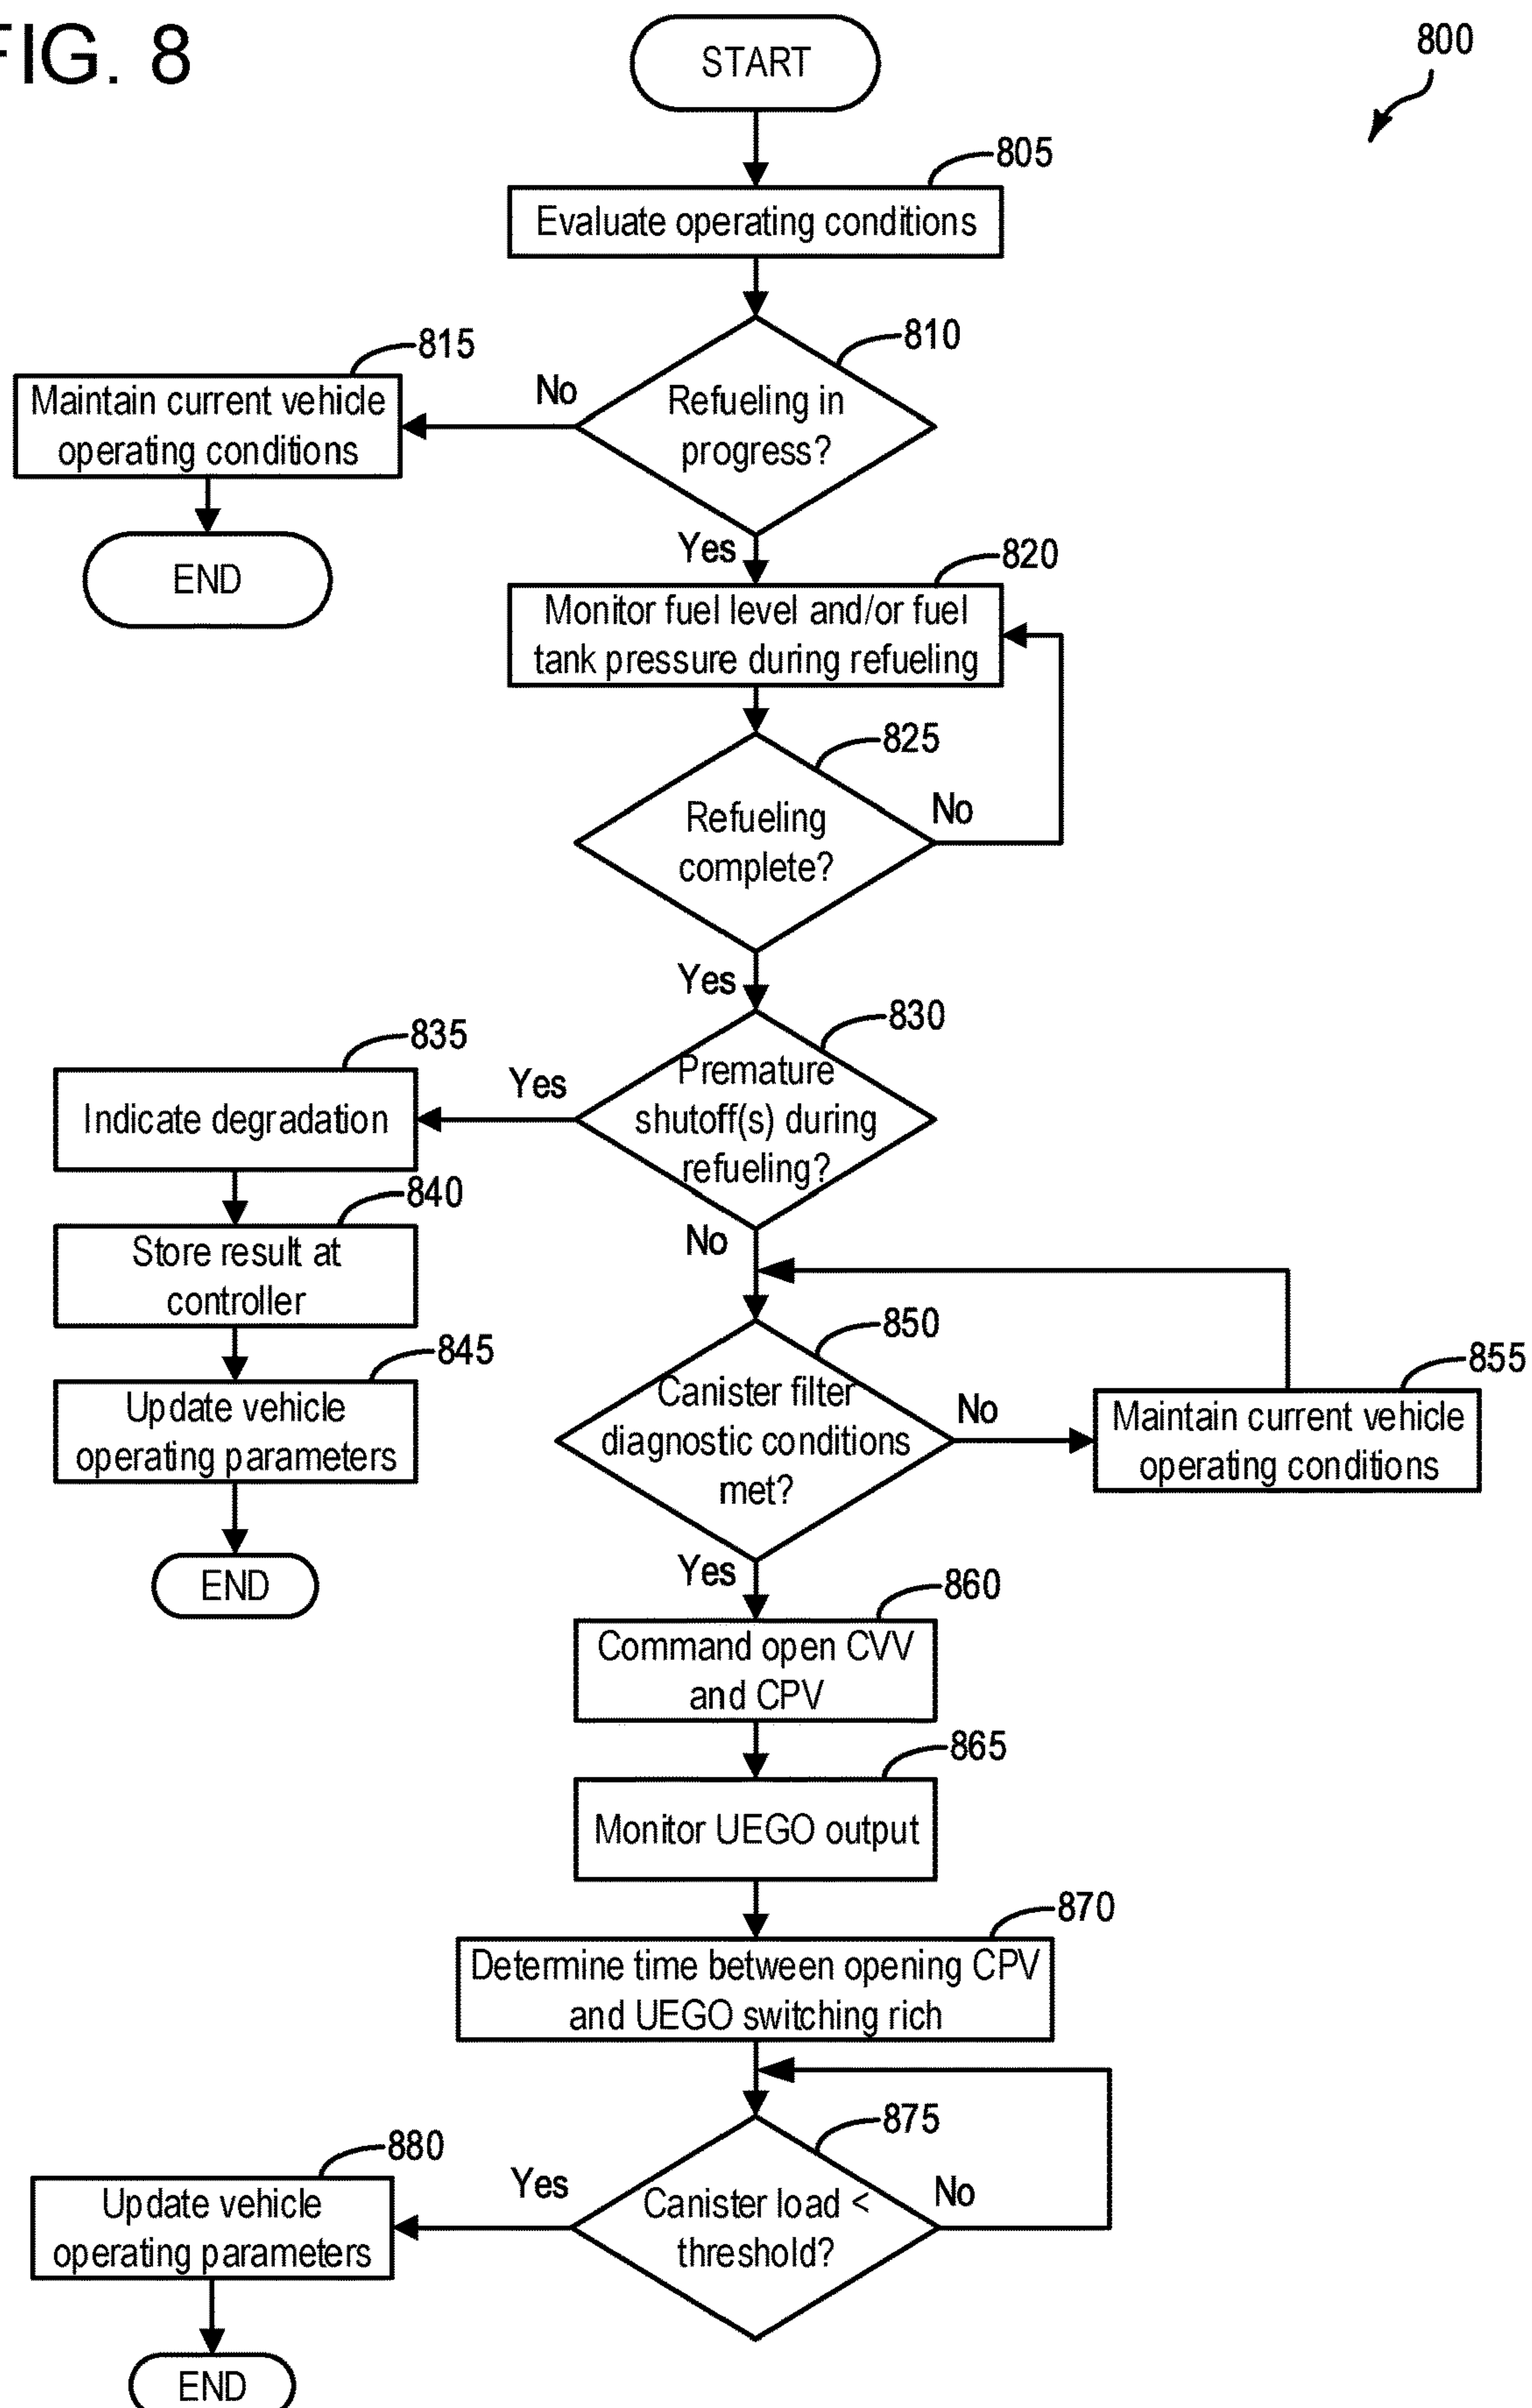 FIG. 8
800
START
805
Evaluate operating conditions
810
Refueling in
progress?
No
815
Maintain current vehicle
operating conditions
END
Yes
820
Monitor fuel level and/or fuel
tank pressure during refueling
825
Refueling
complete?
No
Yes
830
Premature
shutoff(s) during
refueling?
Yes
835
Indicate degradation
840
Store result at
controller
845
Update vehicle
operating parameters
END
No
850
Canister filter
diagnostic conditions
met?
No
855
Maintain current vehicle
operating conditions
Yes
860
Command open CVV
and CPV
865
Monitor UEGO output
870
Determine time between opening CPV
and UEGO switching rich
875
Canister load <
threshold?
No
Yes
880
Update vehicle
operating parameters
END